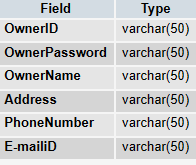 Field Type
OwnerID varchar(50)
OwnerPassword varchar(50)
OwnerName varchar(50)
Address varchar(50)
PhoneNumber varchar(50)
E-mailiD varchar(50)